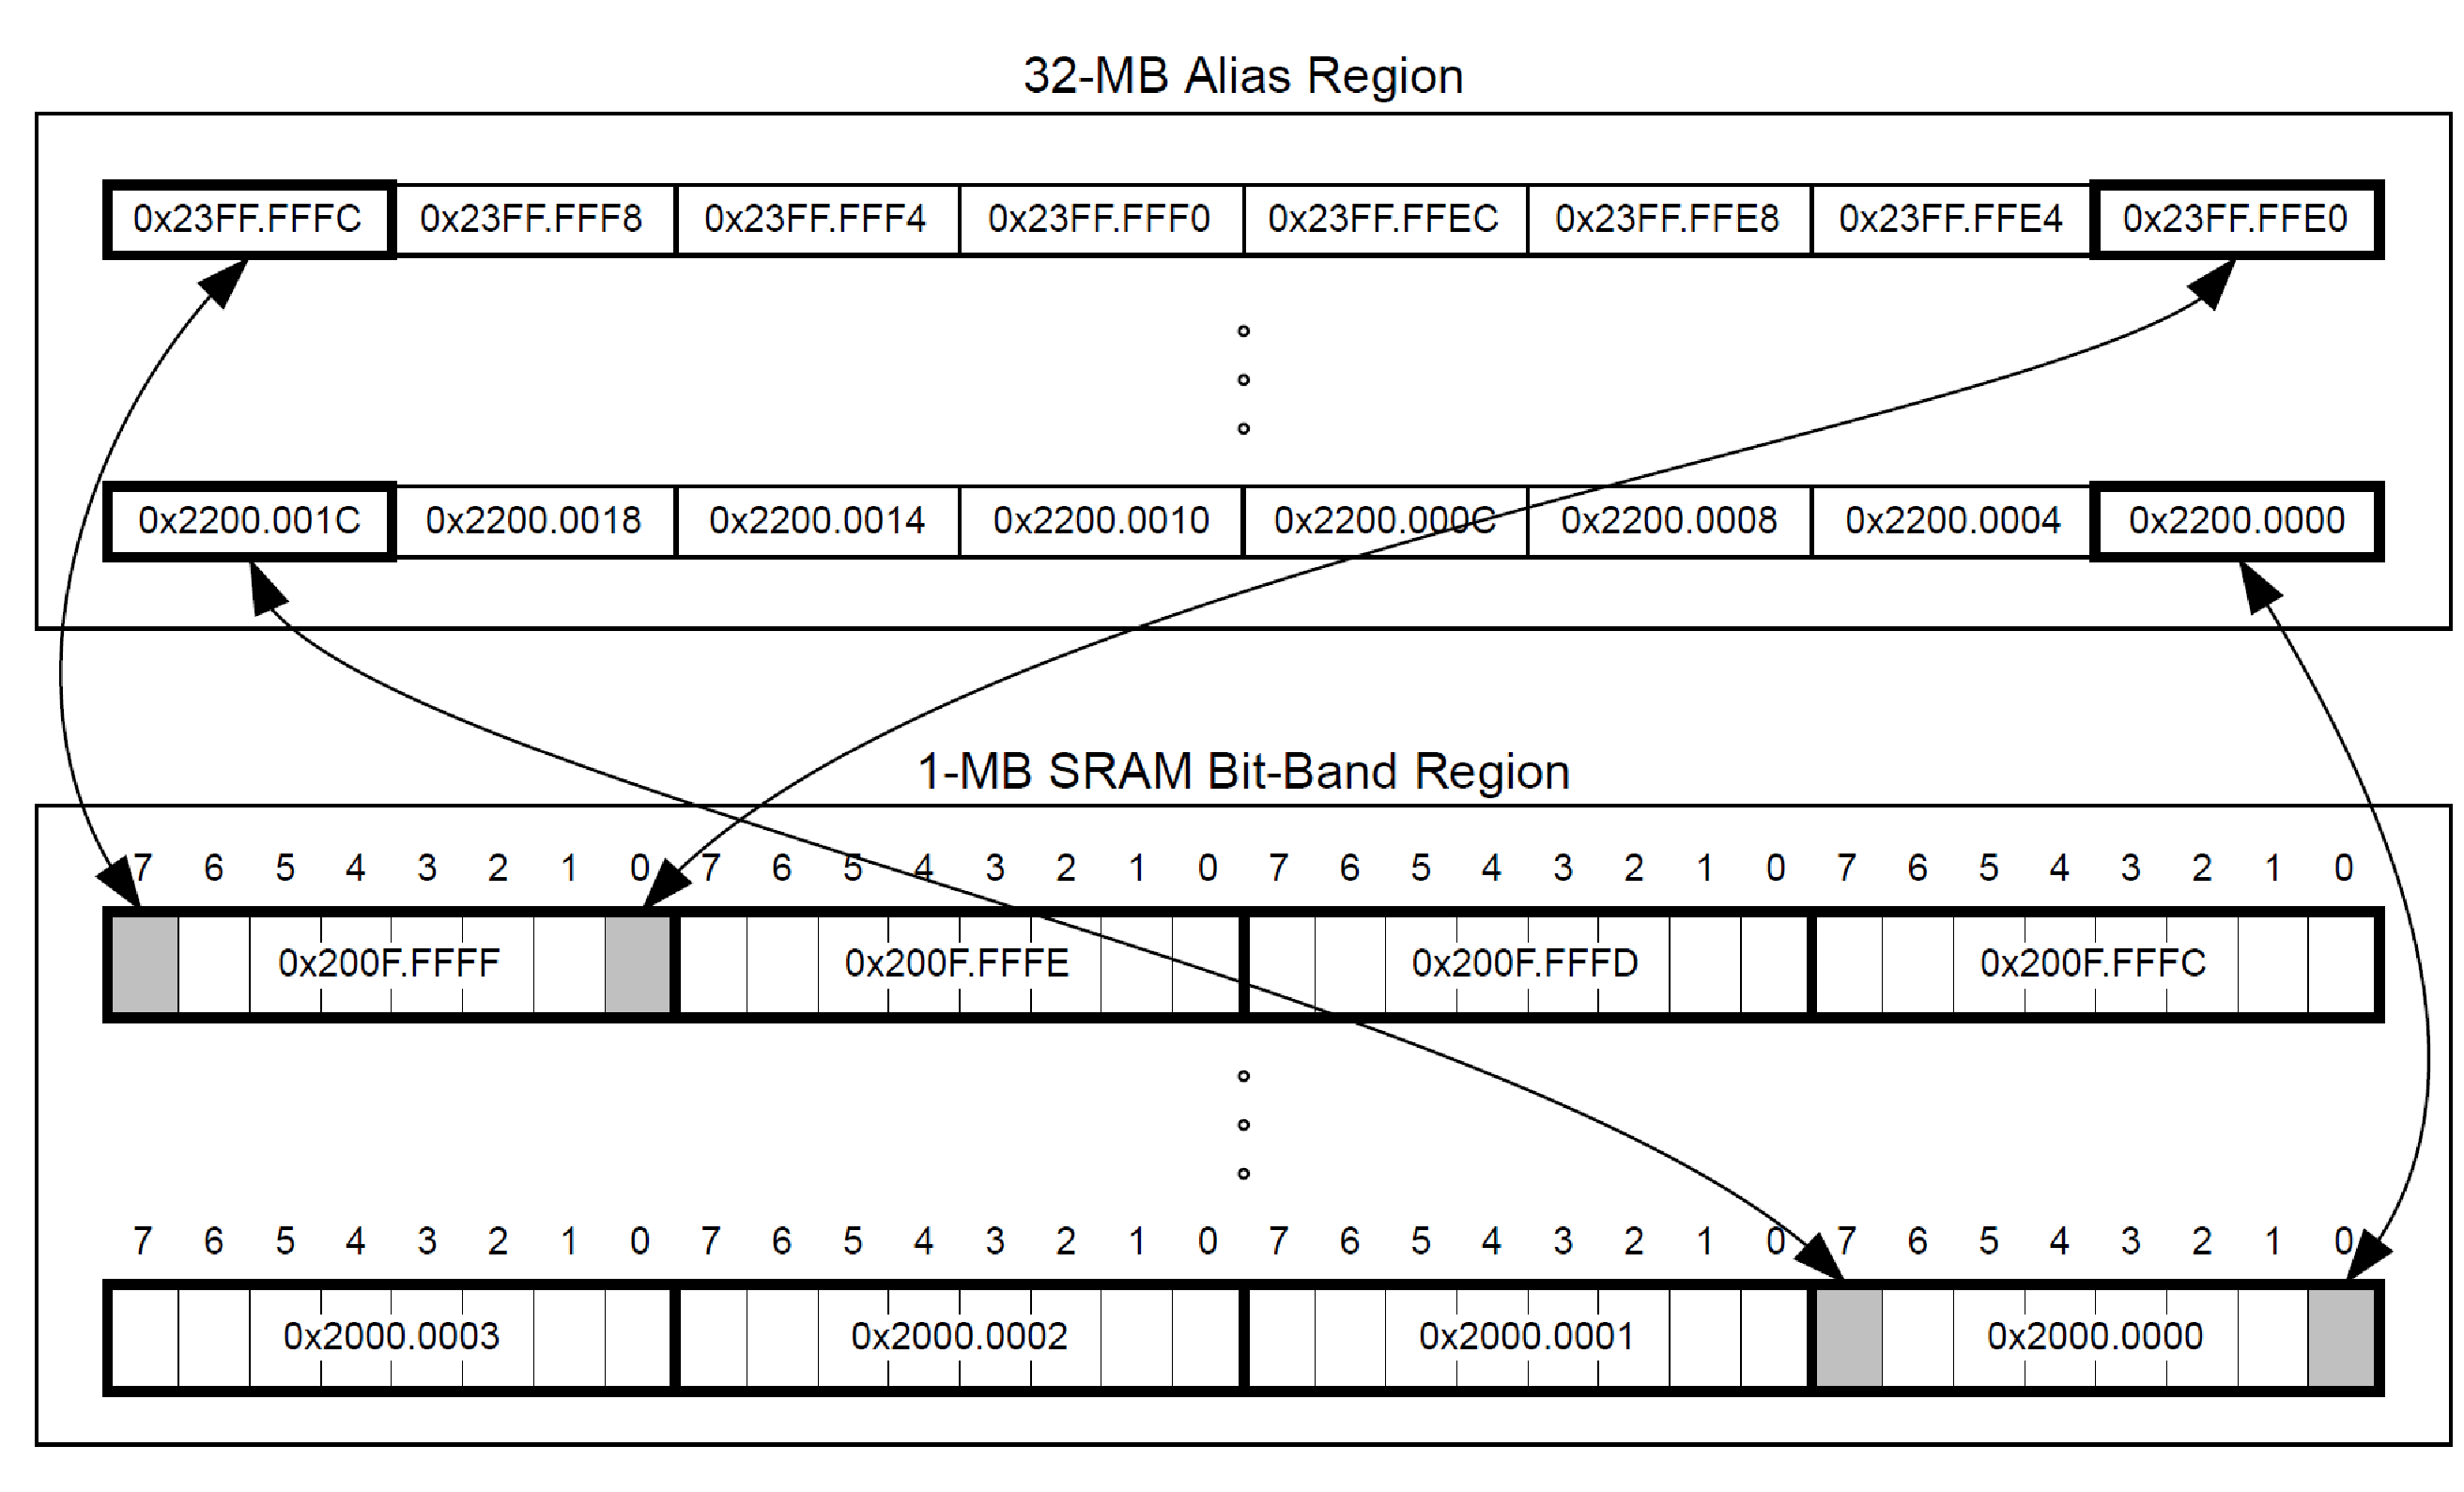 32-MB Alias Region
0x23FF.FFFC 0x23FF.FFF8 0x23FF.FFF4 0x23FF.FFF0 0x23FF.FFEC 0x23FF.FFE8 0x23FF.FFE4 0x23FF.FFE0
0x2200.001C 0x2200.0018 0x2200.0014 0x2200.0010 0x2200.000C 0x2200.0008 0x2200.0004 0x2200.0000
1-MB SRAM Bit-Band Region
7 6 5 4 3 2 1 0 7 6 5 4 3 2 1 0 7 6 5 4 3 2 1 0 7 6 5 4 3 2 1 0
0x200F.FFFF 0x200F.FFFE 0x200F.FFFD 0x200F.FFFC
7 6 5 4 3 2 1 0 7 6 5 4 3 2 1 0 7 6 5 4 3 2 1 0 7 6 5 4 3 2 1 0
0x2000.0003 0x2000.0002 0x2000.0001 0x2000.0000